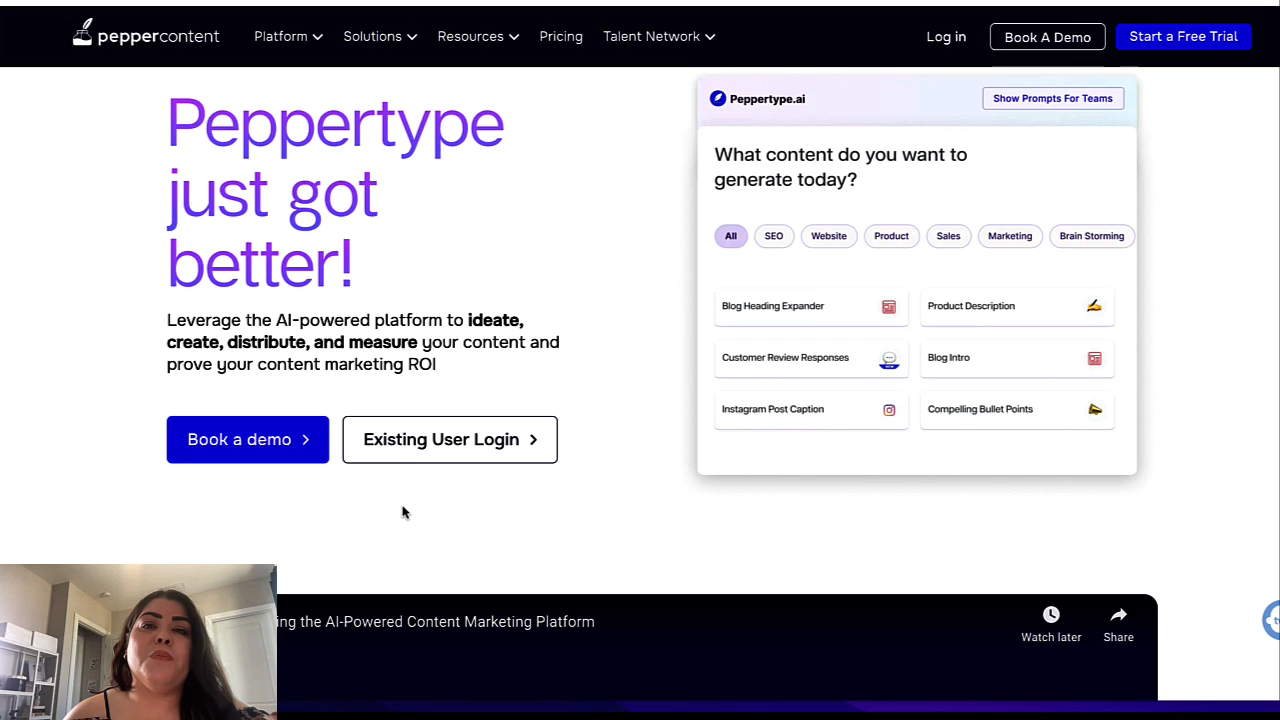 peppercontent
Platform
Solutions
Resources
Pricing
Talent Network
Log in
Book A Demo
Start a Free Trial
Peppertype
just got
better!
Leverage the AI-powered platform to ideate,
create, distribute, and measure your content and
prove your content marketing ROI
Book a demo
Existing User Login
Peppertype.ai
Show Prompts For Teams
What content do you want to
generate today?
All
SEO
Website
Product
Sales
Marketing
Brain Storming
Blog Heading Expander
Product Description
Customer Review Responses
Blog Intro
Instagram Post Caption
Compelling Bullet Points
ing the AI-Powered Content Marketing Platform
Watch later
Share